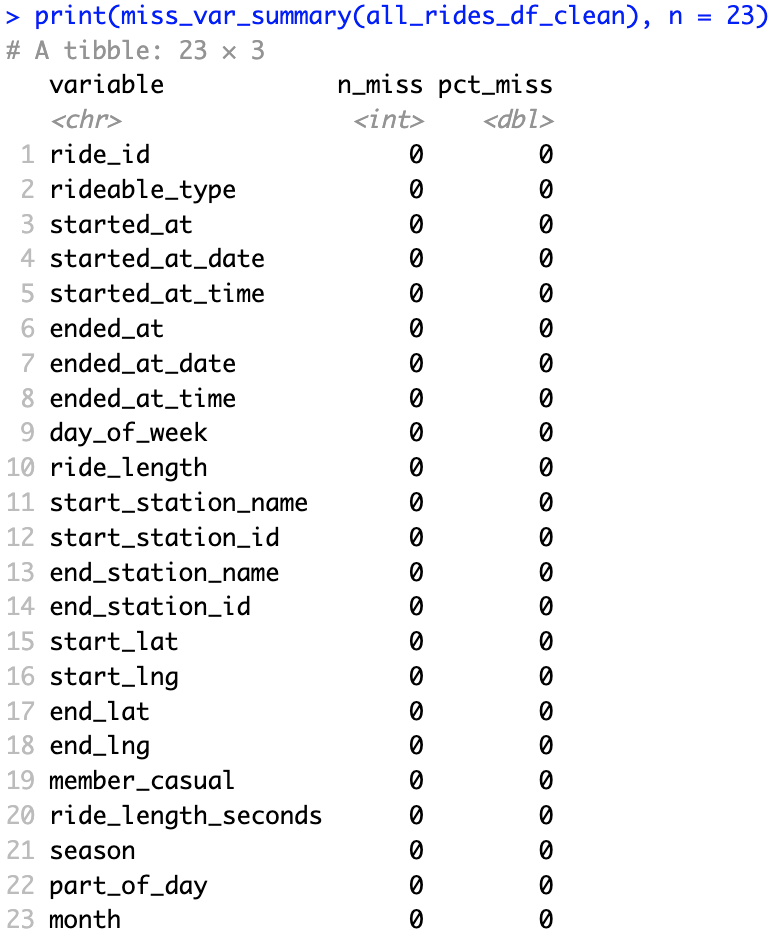 > print(miss_var_summary(all_rides_df_clean), n = 23)
# A tibble: 23 × 3
   variable           n_miss pct_miss
   <chr>               <int>    <dbl>
 1 ride_id                 0        0
 2 rideable_type           0        0
 3 started_at              0        0
 4 started_at_date         0        0
 5 started_at_time         0        0
 6 ended_at                0        0
 7 ended_at_date           0        0
 8 ended_at_time           0        0
 9 day_of_week             0        0
10 ride_length             0        0
11 start_station_name      0        0
12 start_station_id        0        0
13 end_station_name        0        0
14 end_station_id          0        0
15 start_lat               0        0
16 start_lng               0        0
17 end_lat                 0        0
18 end_lng                 0        0
19 member_casual           0        0
20 ride_length_seconds     0        0
21 season                  0        0
22 part_of_day             0        0
23 month                   0        0